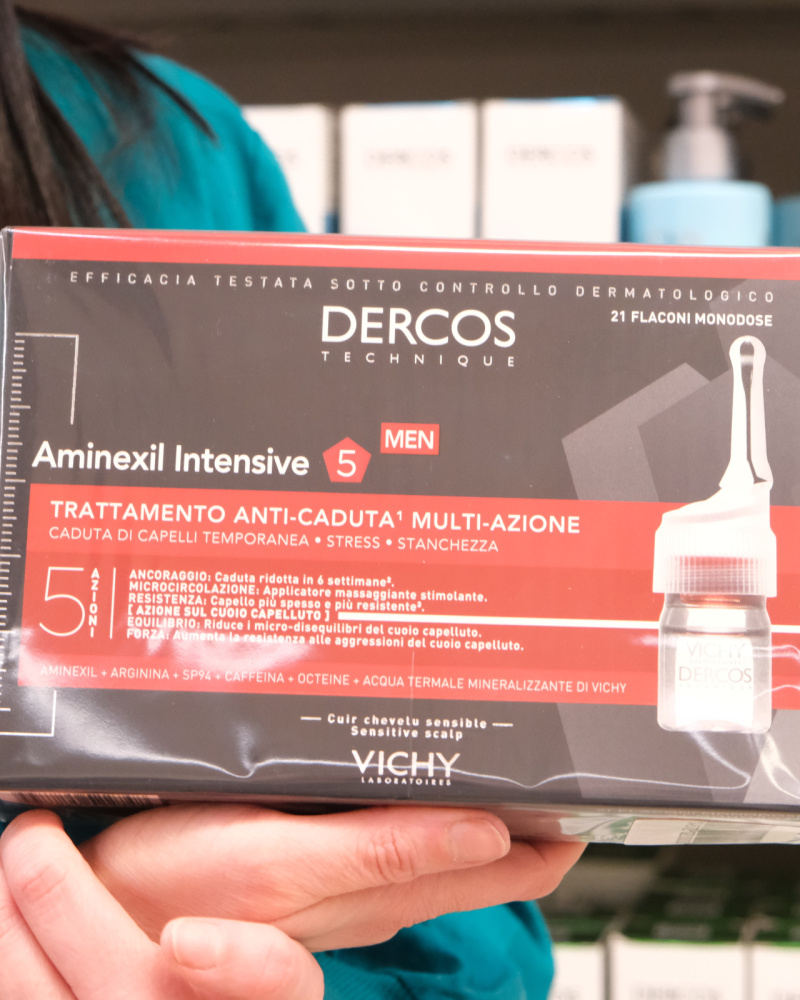 EFFICACIA TESTATA SOTTO CONTROLLO DERMATOLOGICO
21 FLACONI MONODOSE
DERCOS
TECHNIQUE
MEN
Aminexil Intensive 5
TRATTAMENTO ANTI-CADUTA¹ MULTI-AZIONE
CADUTA DI CAPELLI TEMPORANEA • STRESS • STANCHEZZA
5 AZIONI
ANCORAGGIO: Caduta ridotta in 6 settimane².
MICROCIRCOLAZIONE: Applicatore massaggiante stimolante.
RESISTENZA: Capello più spesso e più resistente².
[ AZIONE SUL CUOIO CAPELLUTO ]
EQUILIBRIO: Riduce i micro-disequilibri del cuoio capelluto.
FORZA: Aumenta la resistenza alle aggressioni del cuoio capelluto.
AMINEXIL + ARGININA + SP94 + CAFFEINA + OCTEINE + ACQUA TERMALE MINERALIZZANTE DI VICHY
VICHY
DERCOS
Cuir chevelu sensible
Sensitive scalp
VICHY
LABORATOIRES
DERCOS
DERCOS